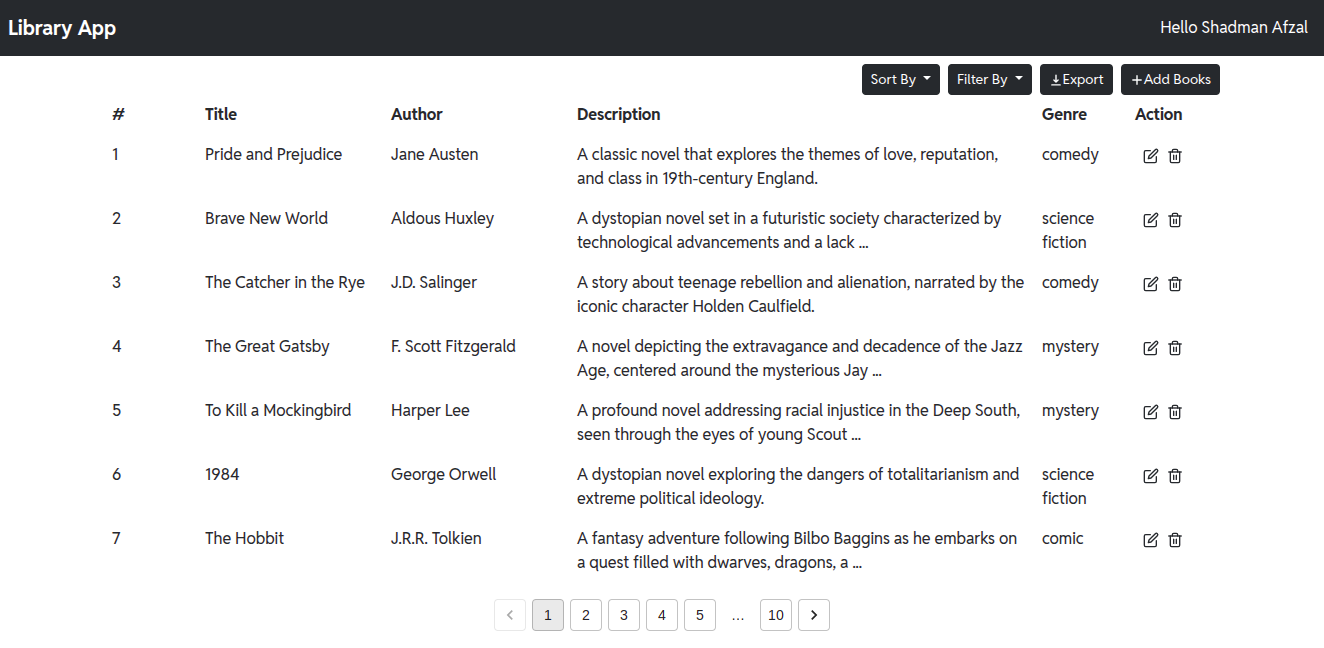 Library App Hello Shadman Afzal
Sort By Filter By Export +Add Books
# Title Author Description Genre Action
1 Pride and Prejudice Jane Austen A classic novel that explores the themes of love, reputation, comedy
and class in 19th-century England.
2 Brave New World Aldous Huxley A dystopian novel set in a futuristic society characterized by science
technological advancements and a lack ... fiction
3 The Catcher in the Rye J.D. Salinger A story about teenage rebellion and alienation, narrated by the comedy
iconic character Holden Caulfield.
4 The Great Gatsby F. Scott Fitzgerald A novel depicting the extravagance and decadence of the Jazz mystery
Age, centered around the mysterious Jay ...
5 To Kill a Mockingbird Harper Lee A profound novel addressing racial injustice in the Deep South, mystery
seen through the eyes of young Scout ...
6 1984 George Orwell A dystopian novel exploring the dangers of totalitarianism and science
extreme political ideology. fiction
7 The Hobbit J.R.R. Tolkien A fantasy adventure following Bilbo Baggins as he embarks on comic
a quest filled with dwarves, dragons, a ...
1 2 3 4 5 ... 10